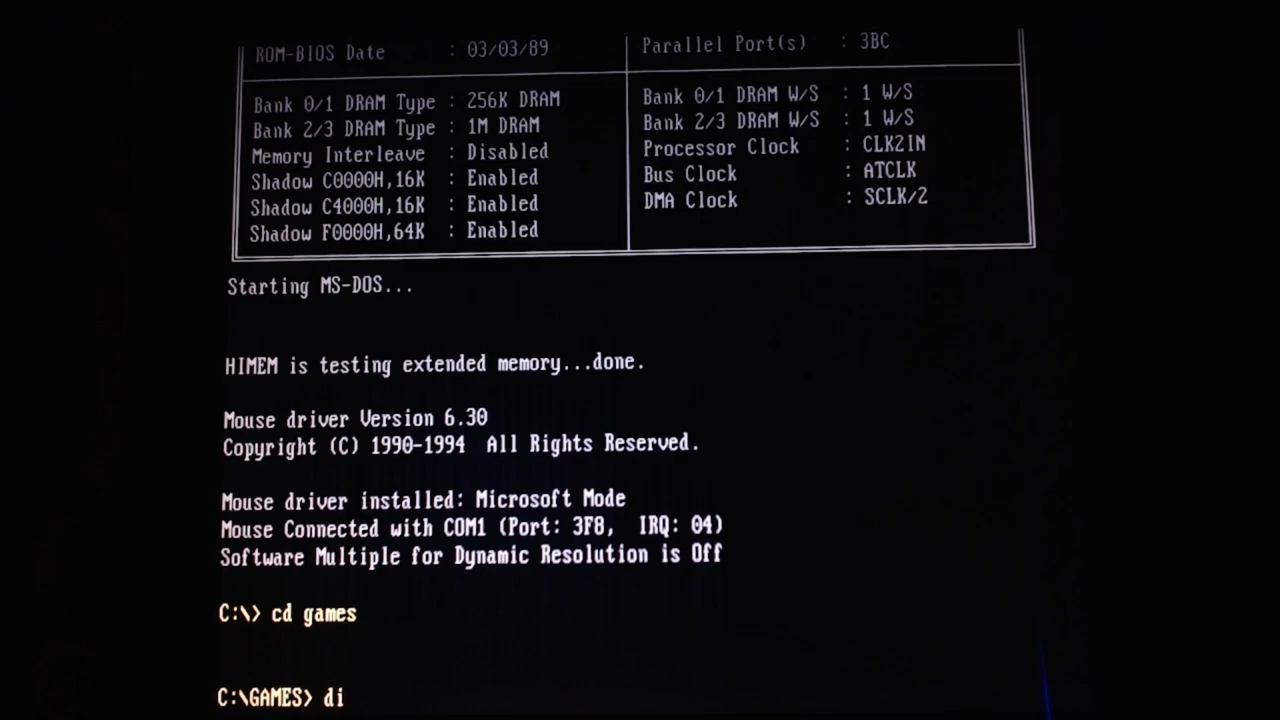 ROM-BIOS Date : 03/03/89 Parallel Port(s) : 3BC
Bank 0/1 DRAM Type : 256K DRAM Bank 0/1 DRAM W/S : 1 W/S
Bank 2/3 DRAM Type : 1M DRAM Bank 2/3 DRAM W/S : 1 W/S
Memory Interleave : Disabled Processor Clock : CLK2IN
Shadow C0000H,16K : Enabled Bus Clock : ATCLK
Shadow C4000H,16K : Enabled DMA Clock : SCLK/2
Shadow F0000H,64K : Enabled
Starting MS-DOS...
HIMEM is testing extended memory...done.
Mouse driver Version 6.30
Copyright (C) 1990-1994 All Rights Reserved.
Mouse driver installed: Microsoft Mode
Mouse Connected with COM1 (Port: 3F8, IRQ: 04)
Software Multiple for Dynamic Resolution is Off
C:\> cd games
C:\GAMES> di